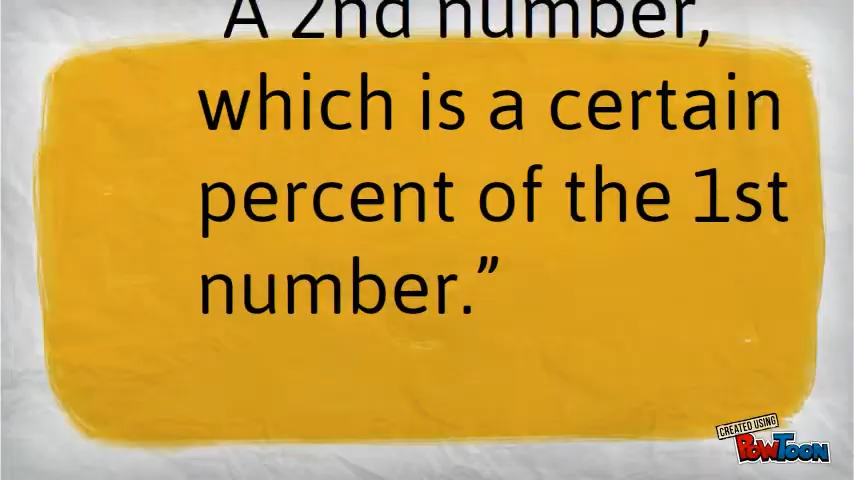 A 2nd number,
which is a certain
percent of the 1st
number.”
CREATED USING
POWTOON